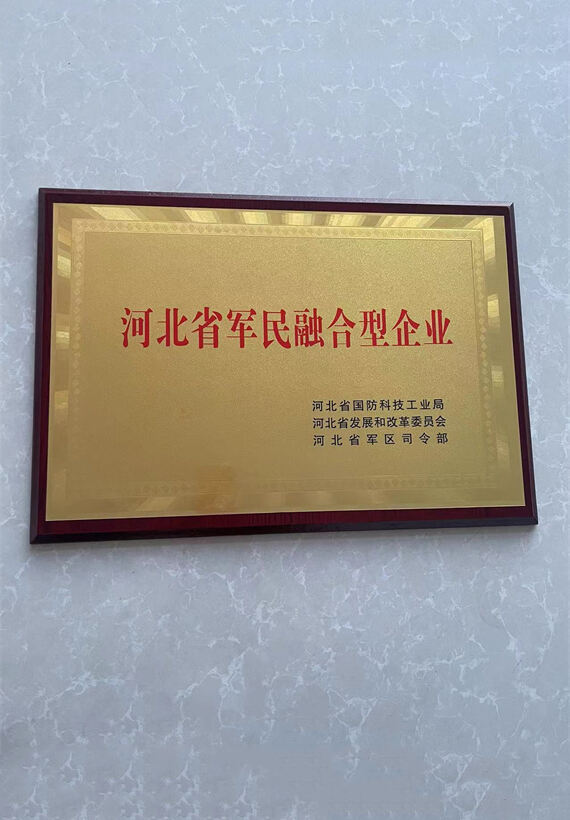 河北省军民融合型企业
河北省国防科技工业局
河北省发展和改革委员会
河北省军区司令部